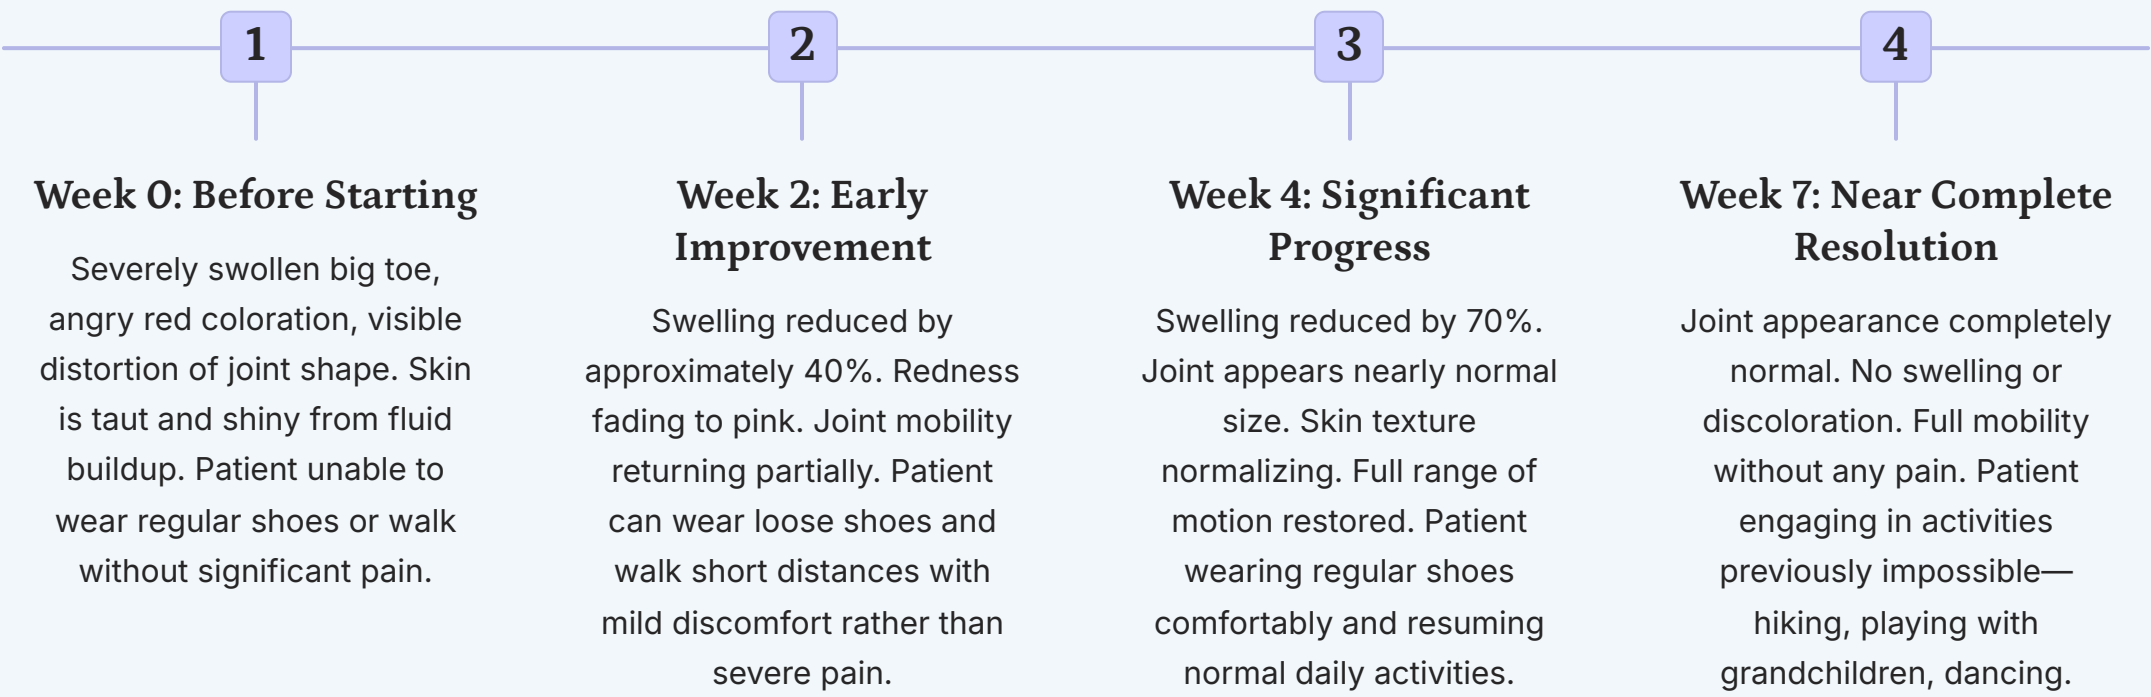 1
Week 0: Before Starting
Severely swollen big toe,
angry red coloration, visible
distortion of joint shape. Skin
is taut and shiny from fluid
buildup. Patient unable to
wear regular shoes or walk
without significant pain.
2
Week 2: Early
Improvement
Swelling reduced by
approximately 40%. Redness
fading to pink. Joint mobility
returning partially. Patient
can wear loose shoes and
walk short distances with
mild discomfort rather than
severe pain.
3
Week 4: Significant
Progress
Swelling reduced by 70%.
Joint appears nearly normal
size. Skin texture
normalizing. Full range of
motion restored. Patient
wearing regular shoes
comfortably and resuming
normal daily activities.
4
Week 7: Near Complete
Resolution
Joint appearance completely
normal. No swelling or
discoloration. Full mobility
without any pain. Patient
engaging in activities
previously impossible—
hiking, playing with
grandchildren, dancing.